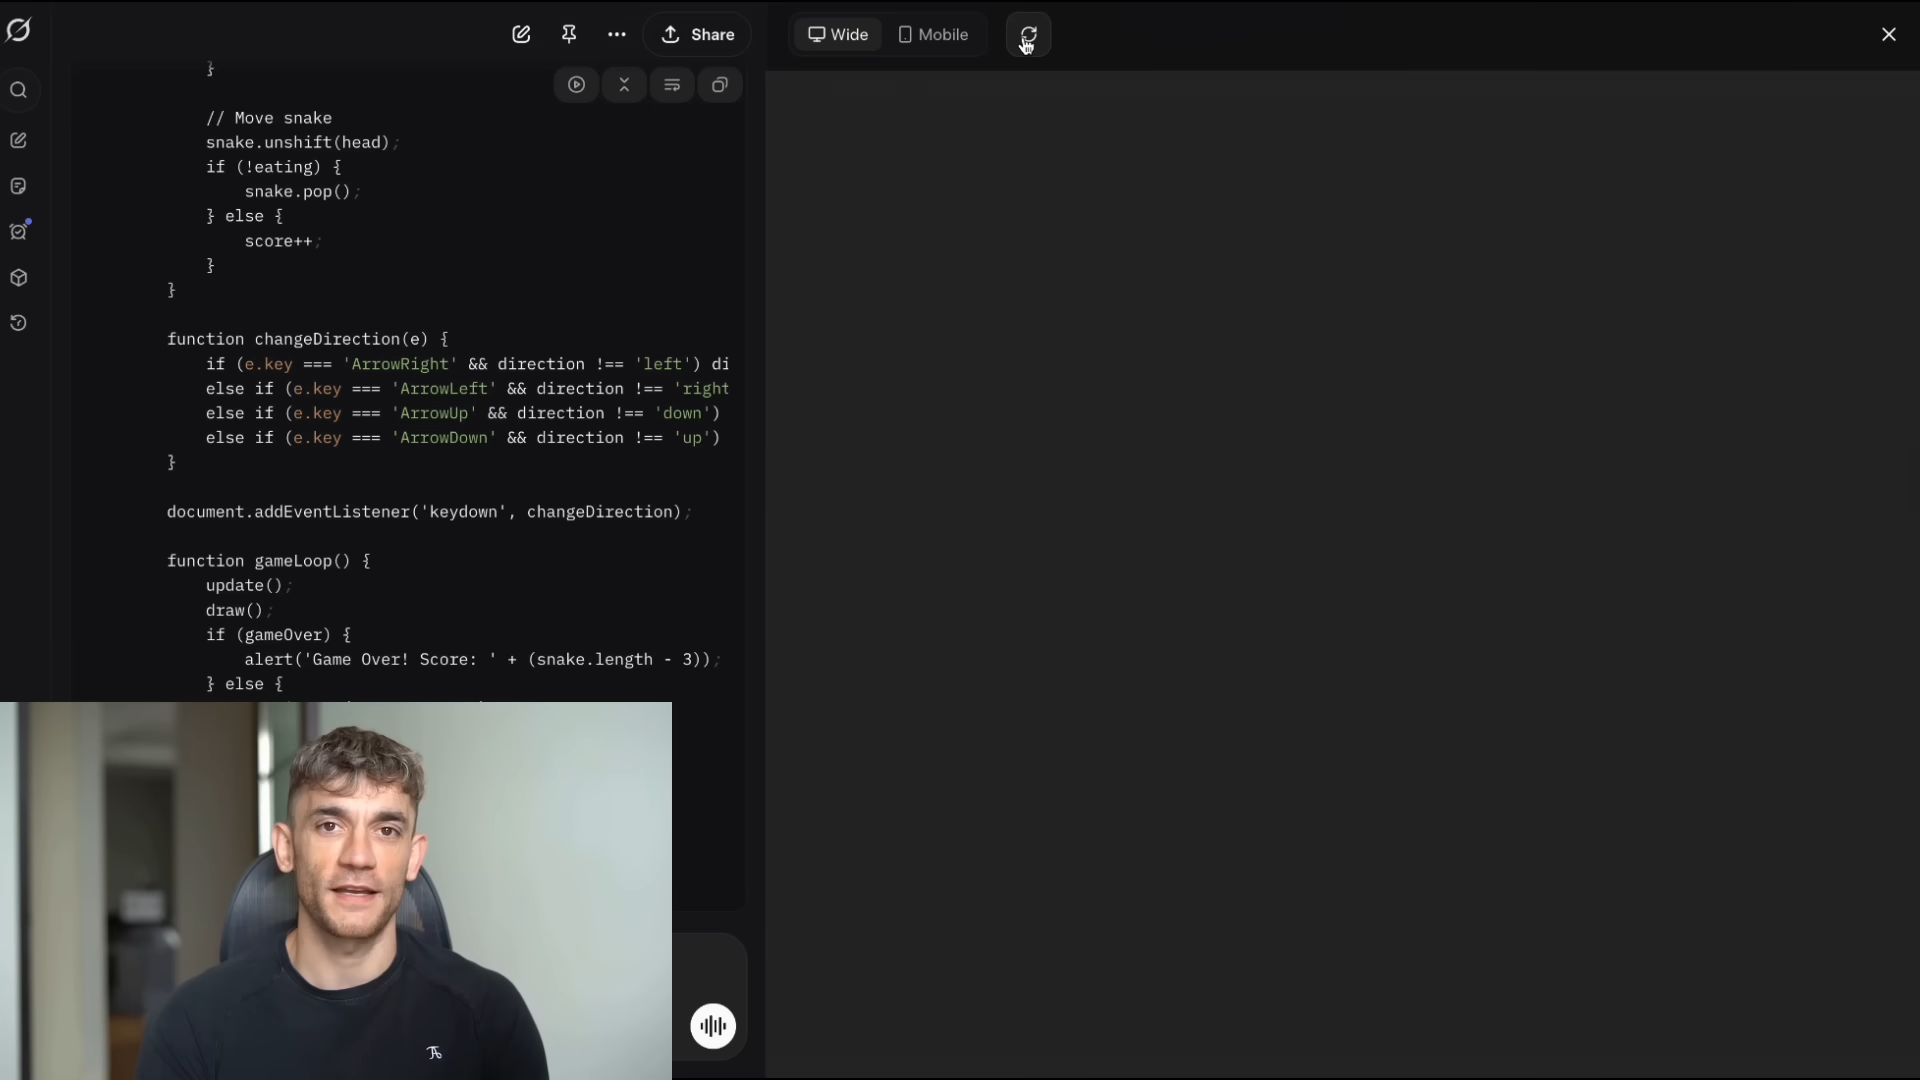 Share
Wide
Mobile
}
// Move snake
snake.unshift(head);
if (!eating) {
snake.pop();
} else {
score++;
}
}
function changeDirection(e) {
if (e.key === 'ArrowRight' && direction !== 'left') di
else if (e.key === 'ArrowLeft' && direction !== 'right
else if (e.key === 'ArrowUp' && direction !== 'down')
else if (e.key === 'ArrowDown' && direction !== 'up')
}
document.addEventListener('keydown', changeDirection);
function gameLoop() {
update();
draw();
if (gameOver) {
alert('Game Over! Score: ' + (snake.length - 3));
} else {